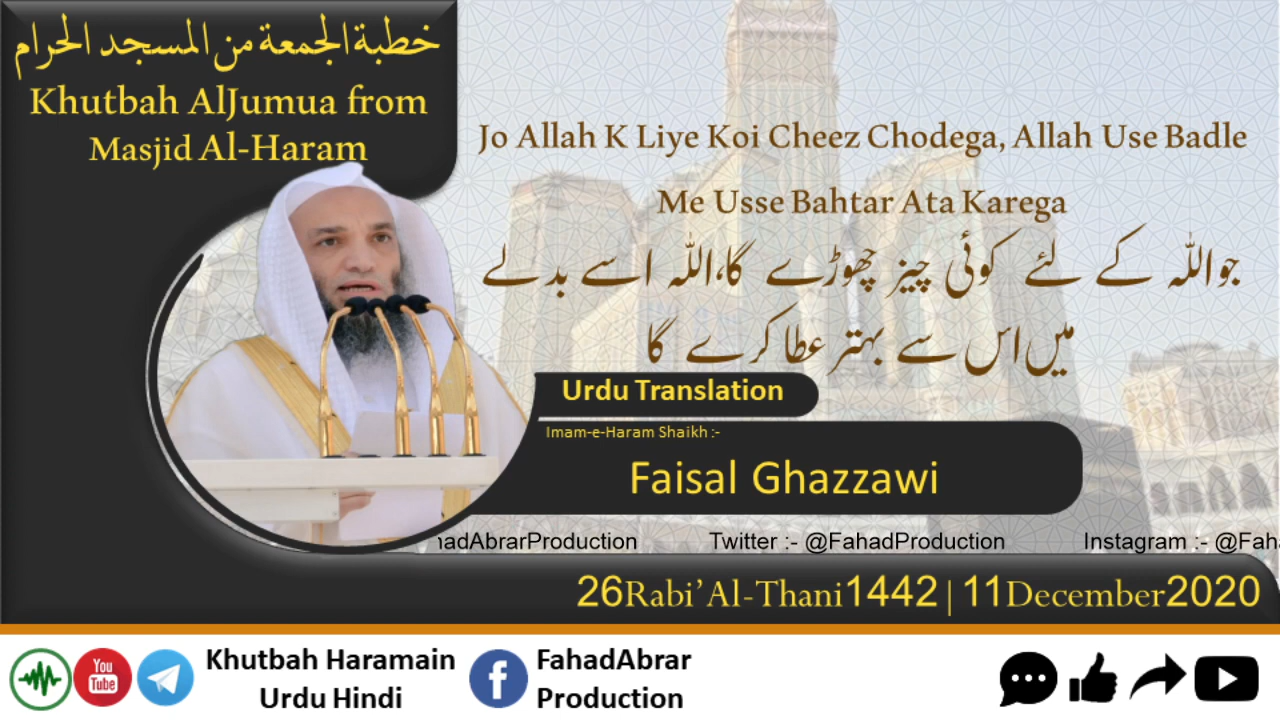 خطبة الجمعة من المسجد الحرام
Khutbah AlJumua from
Masjid Al-Haram
Jo Allah K Liye Koi Cheez Chodega, Allah Use Badle
Me Usse Bahtar Ata Karega
جو اللہ کے لئے کوئی چیز چھوڑے گا، اللہ اسے بدلے
میں اس سے بہتر عطا کرے گا
Urdu Translation
Imam-e-Haram Shaikh :-
Faisal Ghazzawi
hadAbrarProduction Twitter :- @FahadProduction Instagram :- @Fah
26Rabi’Al-Thani1442 | 11December2020
You
Tube
Khutbah Haramain
Urdu Hindi
FahadAbrar
Production